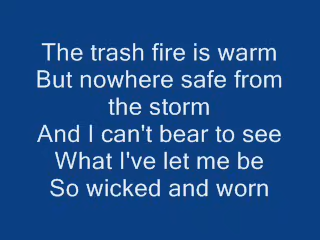 The trash fire is warm
But nowhere safe from
the storm
And I can't bear to see
What I've let me be
So wicked and worn